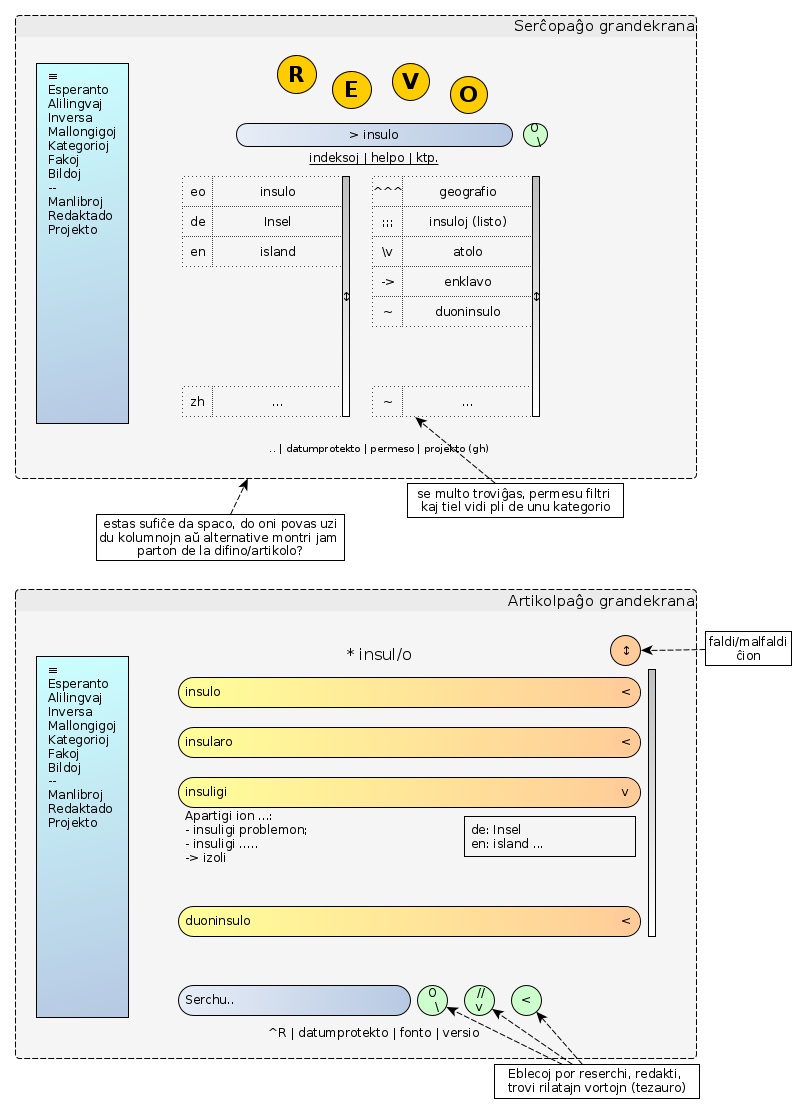 Serĉopaĝo grandekrana
≡
Esperanto
Alilingvaj
Inversa
Mallongigoj
Kategorioj
Fakoj
Bildoj
--
Manlibroj
Redaktado
Projekto
R E V O
> insulo
O
\
indeksoj | helpo | ktp.
eo insulo
de Insel
en island
↕
zh ...
^^^ geografio
;;; insuloj (listo)
\v atolo
-> enklavo
~ duoninsulo
↕
~ ...
.. | datumprotekto | permeso | projekto (gh)
se multo troviĝas, permesu filtri
kaj tiel vidi pli de unu kategorio
estas sufiĉe da spaco, do oni povas uzi
du kolumnojn aŭ alternative montri jam
parton de la difino/artikolo?
Artikolpaĝo grandekrana
≡
Esperanto
Alilingvaj
Inversa
Mallongigoj
Kategorioj
Fakoj
Bildoj
--
Manlibroj
Redaktado
Projekto
* insul/o
↕
faldi/malfaldi
ĉion
insulo <
insularo <
insuligi v
Apartigi ion ...:
- insuligi problemon;
- insuligi .....
-> izoli
de: Insel
en: island ...
duoninsulo <
Serchu..
O
\
//
v
<
^R | datumprotekto | fonto | versio
Eblecoj por reserchi, redakti,
trovi rilatajn vortojn (tezauro)